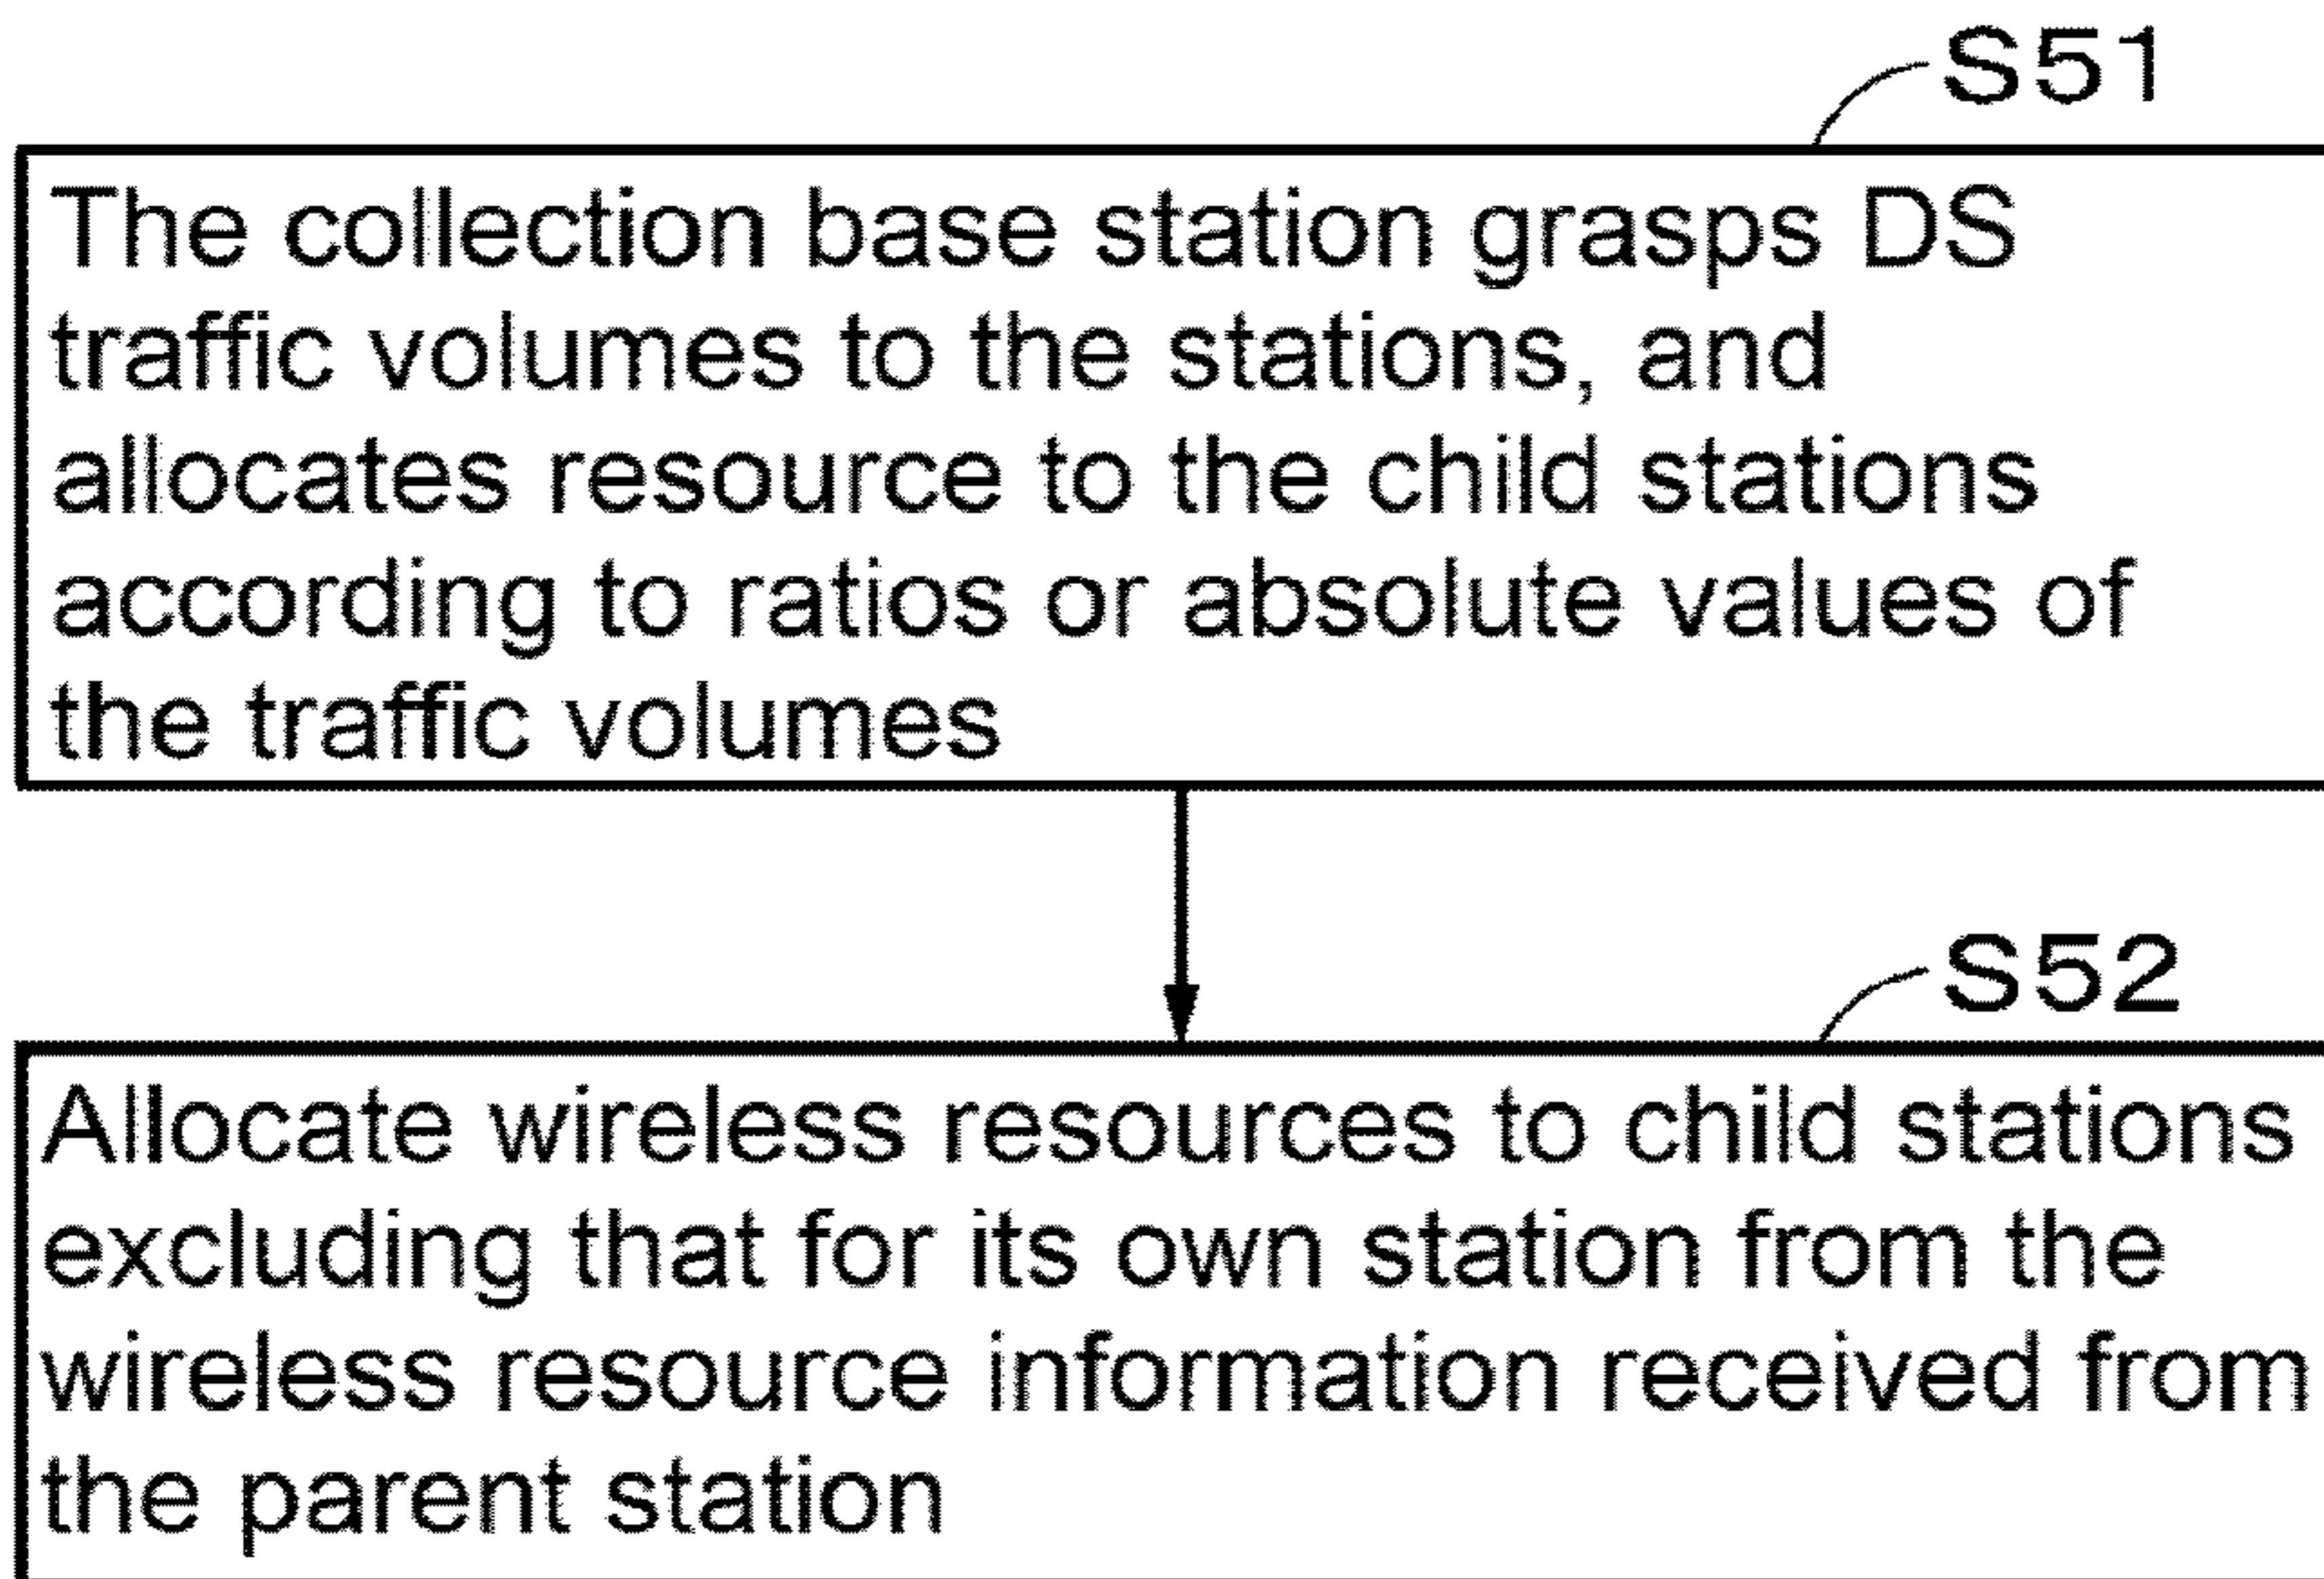 S51
The collection base station grasps DS
traffic volumes to the stations, and
allocates resource to the child stations
according to ratios or absolute values of
the traffic volumes
S52
Allocate wireless resources to child stations
excluding that for its own station from the
wireless resource information received from
the parent station